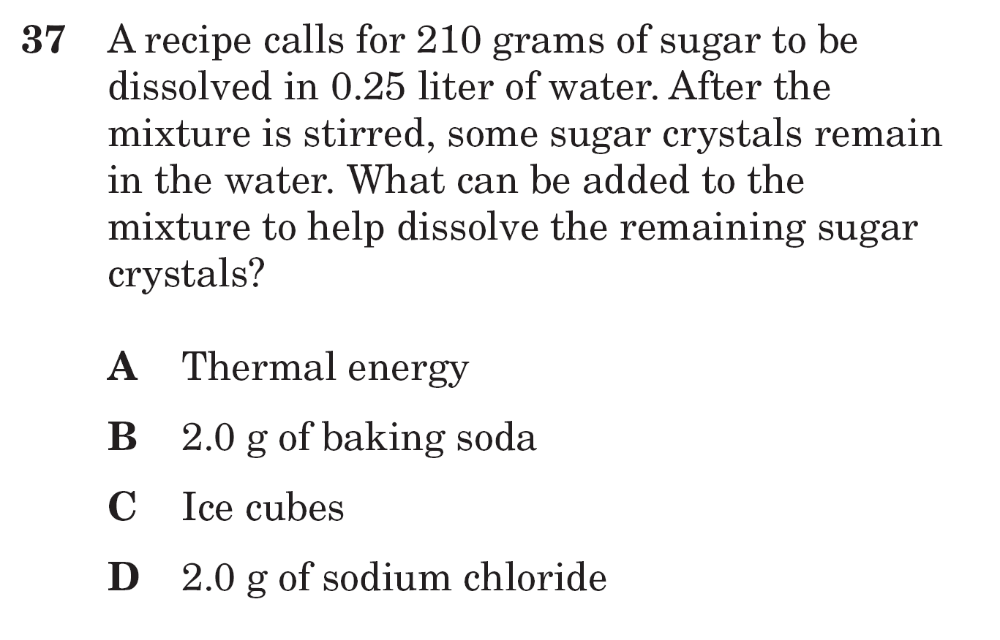 37 A recipe calls for 210 grams of sugar to be
dissolved in 0.25 liter of water. After the
mixture is stirred, some sugar crystals remain
in the water. What can be added to the
mixture to help dissolve the remaining sugar
crystals?
A Thermal energy
B 2.0 g of baking soda
C Ice cubes
D 2.0 g of sodium chloride